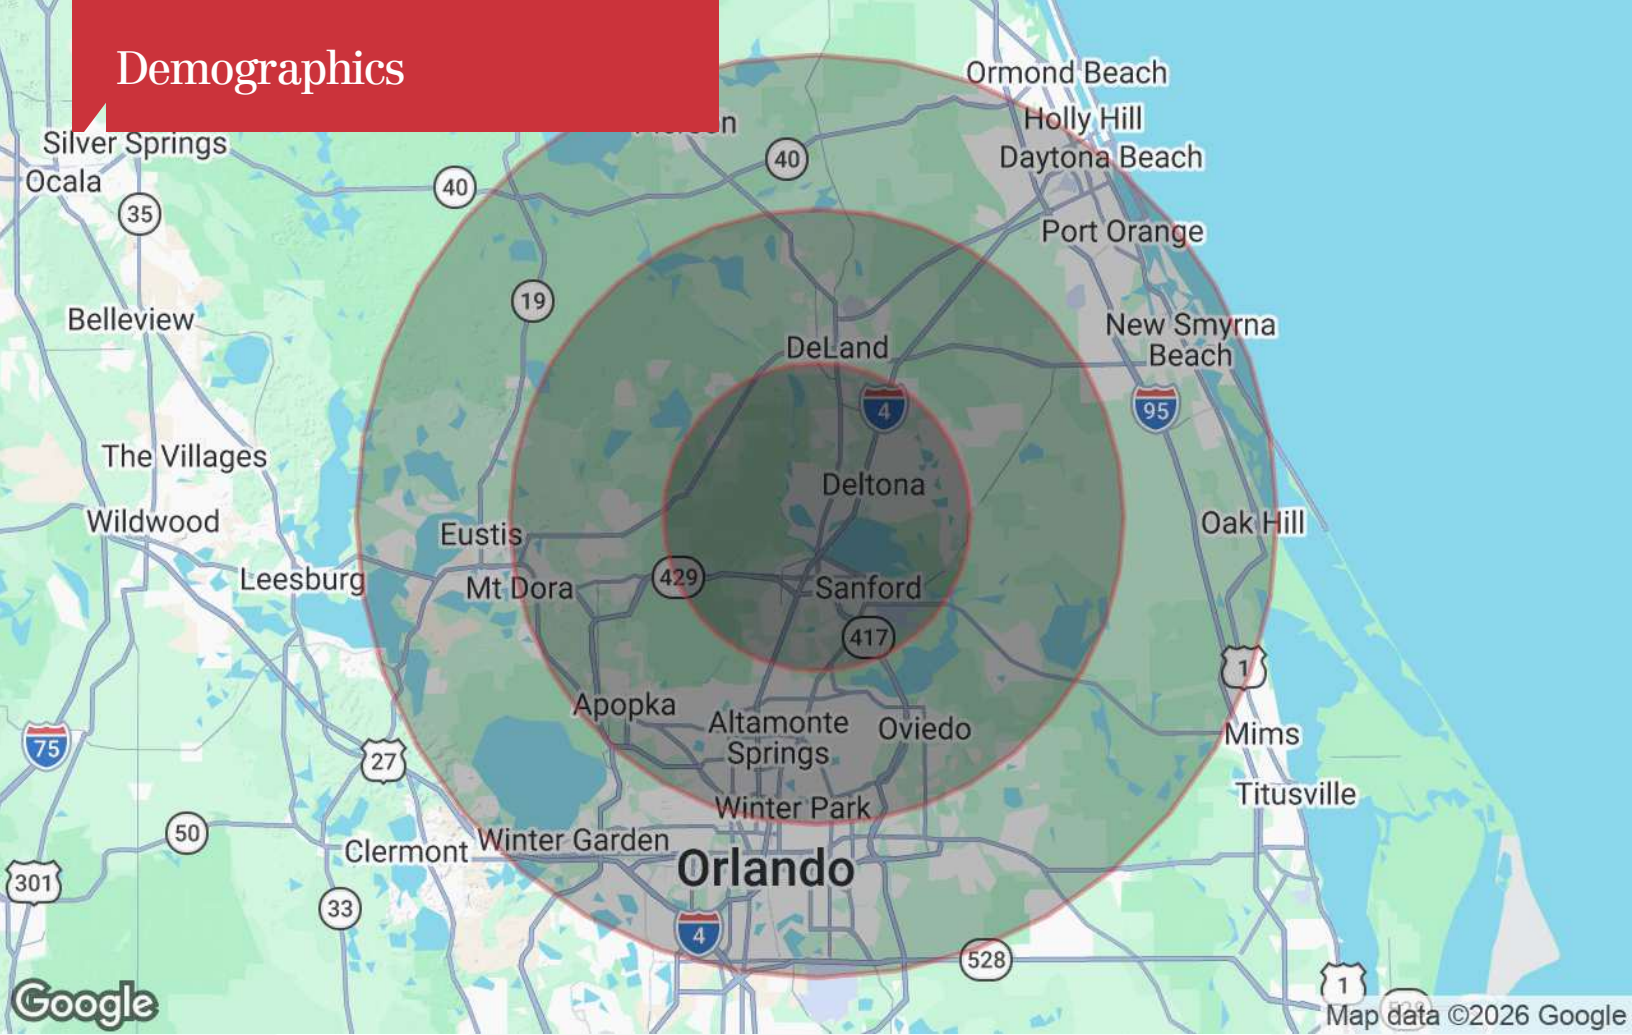 Demographics
Ormond Beach
Holly Hill
Silver Springs
40
Daytona Beach
Ocala
40
35
Port Orange
19
Belleview
New Smyrna
Beach
DeLand
4
95
The Villages
Deltona
Wildwood
Oak Hill
Eustis
Leesburg
Mt Dora
429
Sanford
417
1
Apopka
Altamonte
Springs
Oviedo
Mims
75
27
Titusville
Winter Park
50
Winter Garden
Clermont
Orlando
301
33
4
528
1
Google
Map data ©2026 Google